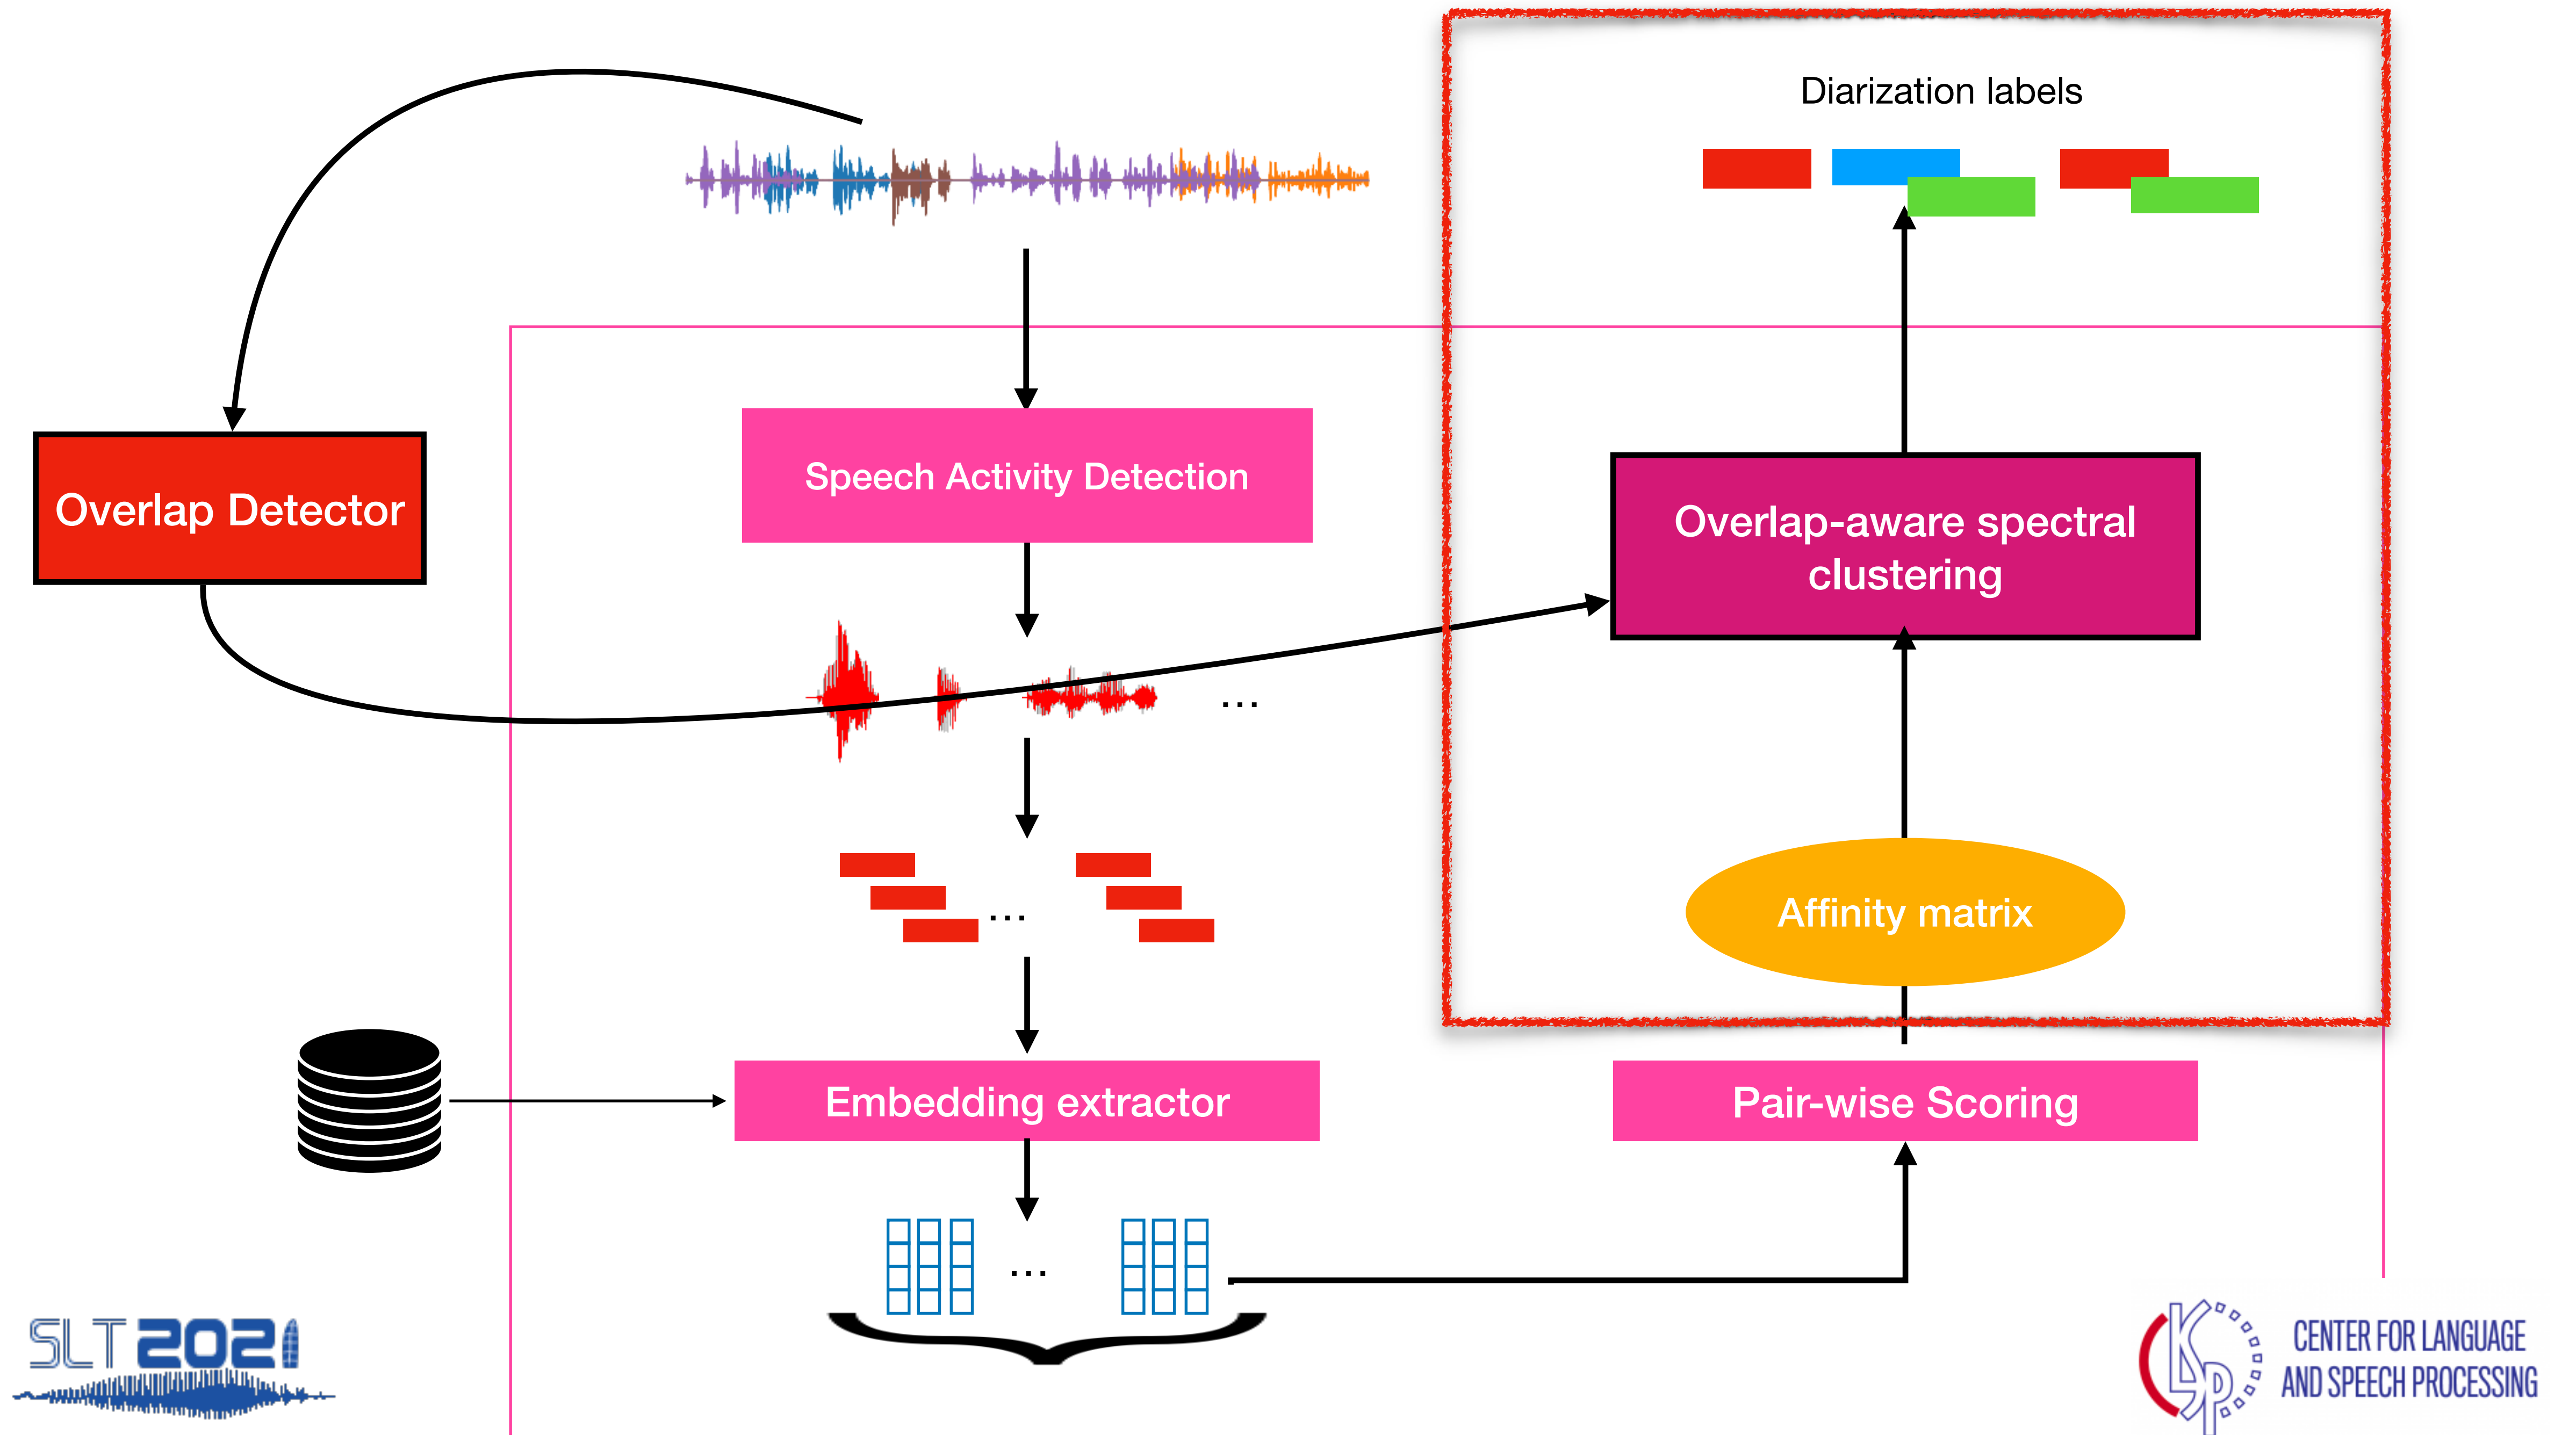 Diarization labels
Speech Activity Detection
Overlap Detector
Overlap-aware spectral
clustering
...
...
Affinity matrix
Embedding extractor
Pair-wise Scoring
...
SLT 2021
CENTER FOR LANGUAGE
AND SPEECH PROCESSING